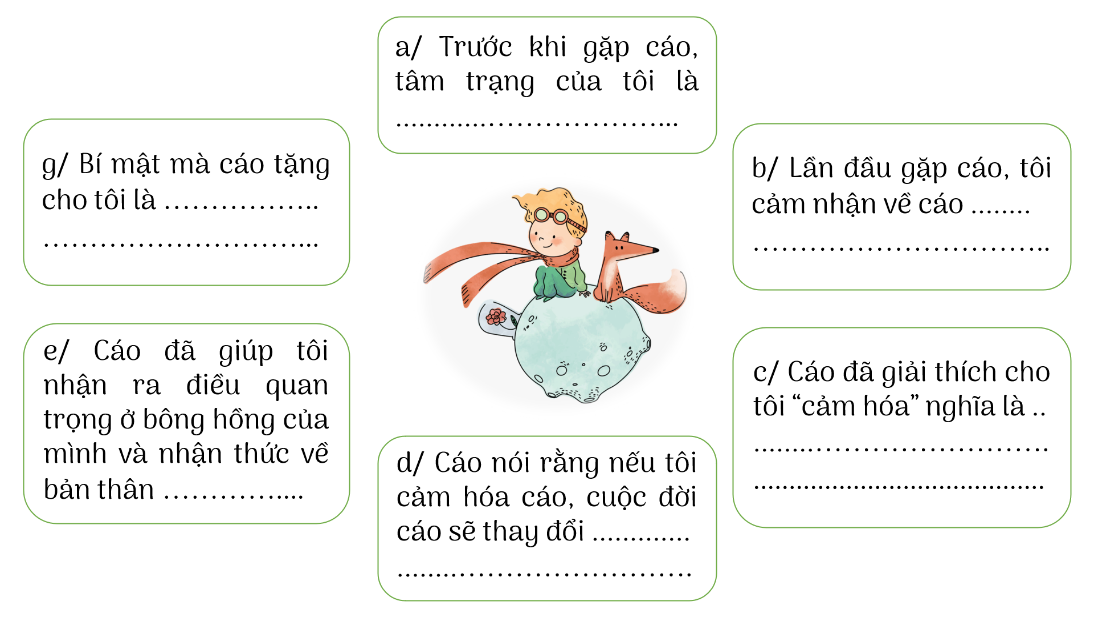 a/ Trước khi gặp cáo,
tâm trạng của tôi là
……………………………...
b/ Lần đầu gặp cáo, tôi
cảm nhận về cáo ........
…………………………………..
c/ Cáo đã giải thích cho
tôi “cảm hóa” nghĩa là ..
........………………………….
.........................................
d/ Cáo nói rằng nếu tôi
cảm hóa cáo, cuộc đời
cáo sẽ thay đổi .............
........………………………….
e/ Cáo đã giúp tôi
nhận ra điều quan
trọng ở bông hồng của
mình và nhận thức về
bản thân …………....
g/ Bí mật mà cáo tặng
cho tôi là ……………..
………………………...